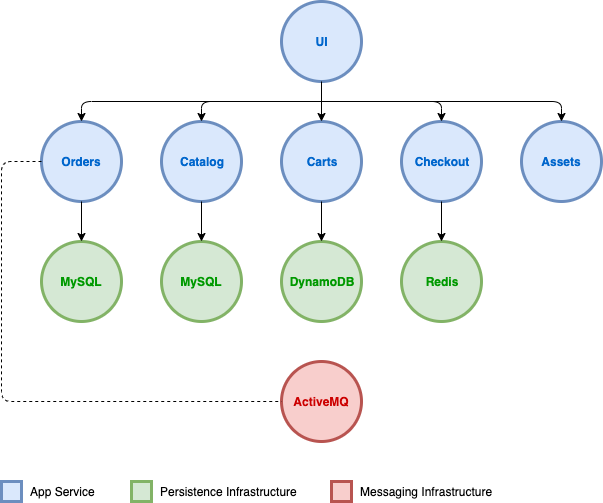 UI
Orders
Catalog
Carts
Checkout
Assets
MySQL
MySQL
DynamoDB
Redis
ActiveMQ
App Service
Persistence Infrastructure
Messaging Infrastructure